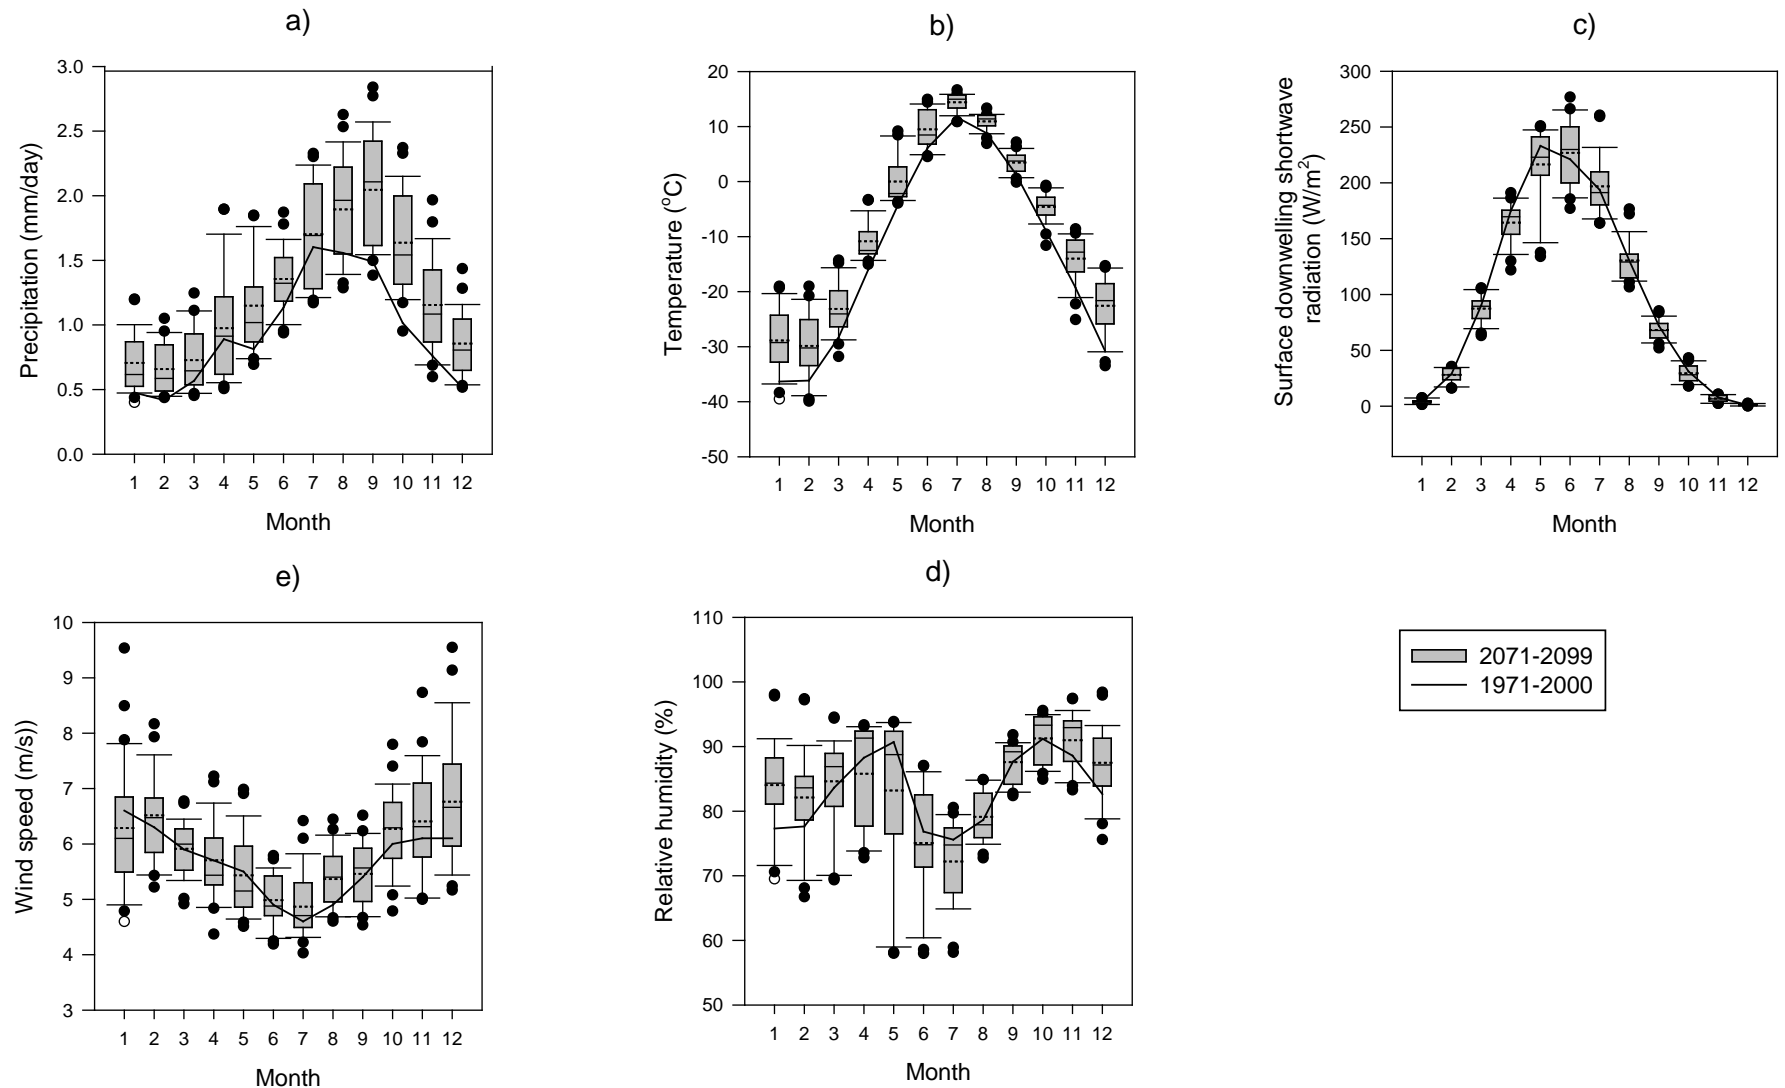 a)
3.0
2.5
2.0
1.5
1.0
0.5
0.0
Precipitation (mm/day)
1 2 3 4 5 6 7 8 9 10 11 12
Month
b)
20
10
0
-10
-20
-30
-40
-50
Temperature (°C)
1 2 3 4 5 6 7 8 9 10 11 12
Month
c)
300
250
200
150
100
50
0
Surface downwelling shortwave
radiation (W/m²)
1 2 3 4 5 6 7 8 9 10 11 12
Month
e)
10
9
8
7
6
5
4
3
Wind speed (m/s))
1 2 3 4 5 6 7 8 9 10 11 12
Month
d)
110
100
90
80
70
60
50
Relative humidity (%)
1 2 3 4 5 6 7 8 9 10 11 12
Month
2071-2099
1971-2000